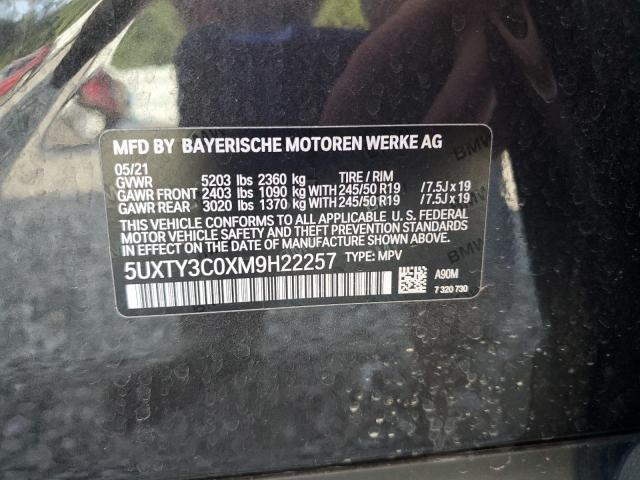 MFD BY BAYERISCHE MOTOREN WERKE AG
05/21
GVWR 5203 lbs 2360 kg TIRE / RIM
GAWR FRONT 2403 lbs 1090 kg WITH 245/50 R19 / 7.5J x 19
GAWR REAR 3020 lbs 1370 kg WITH 245/50 R19 / 7.5J x 19
THIS VEHICLE CONFORMS TO ALL APPLICABLE U. S. FEDERAL
MOTOR VEHICLE SAFETY AND THEFT PREVENTION STANDARDS
IN EFFECT ON THE DATE OF MANUFACTURE SHOWN ABOVE.
5UXTY3C0XM9H22257 TYPE: MPV
A90M
7 320 730